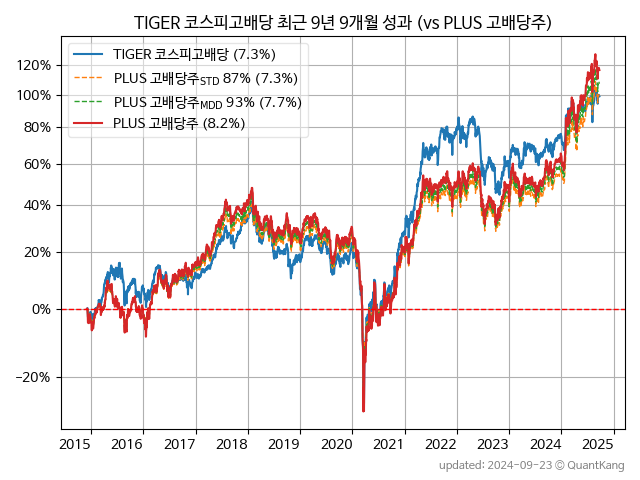 TIGER 코스피고배당 최근 9년 9개월 성과 (vs PLUS 고배당주)
TIGER 코스피고배당 (7.3%)
PLUS 고배당주STD 87% (7.3%)
PLUS 고배당주MDD 93% (7.7%)
PLUS 고배당주 (8.2%)
120%
100%
80%
60%
40%
20%
0%
−20%
2015 2016 2017 2018 2019 2020 2021 2022 2023 2024 2025
updated: 2024-09-23 ⓒ QuantKang